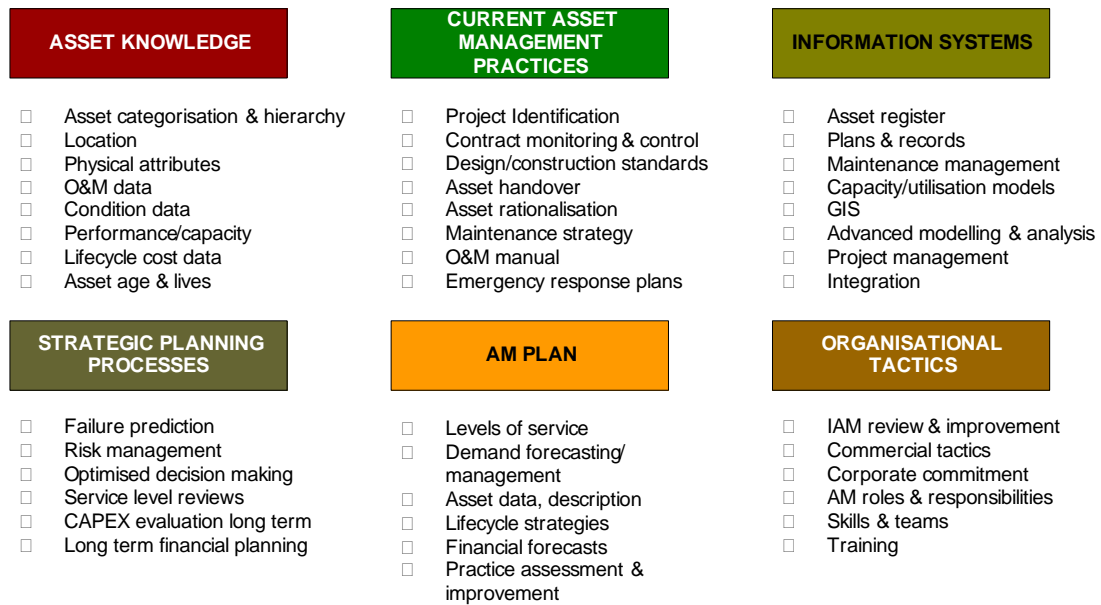 ASSET KNOWLEDGE
Asset categorisation & hierarchy
Location
Physical attributes
O&M data
Condition data
Performance/capacity
Lifecycle cost data
Asset age & lives
CURRENT ASSET
MANAGEMENT
PRACTICES
Project Identification
Contract monitoring & control
Design/construction standards
Asset handover
Asset rationalisation
Maintenance strategy
O&M manual
Emergency response plans
INFORMATION SYSTEMS
Asset register
Plans & records
Maintenance management
Capacity/utilisation models
GIS
Advanced modelling & analysis
Project management
Integration
STRATEGIC PLANNING
PROCESSES
Failure prediction
Risk management
Optimised decision making
Service level reviews
CAPEX evaluation long term
Long term financial planning
AM PLAN
Levels of service
Demand forecasting/
management
Asset data, description
Lifecycle strategies
Financial forecasts
Practice assessment &
improvement
ORGANISATIONAL
TACTICS
IAM review & improvement
Commercial tactics
Corporate commitment
AM roles & responsibilities
Skills & teams
Training